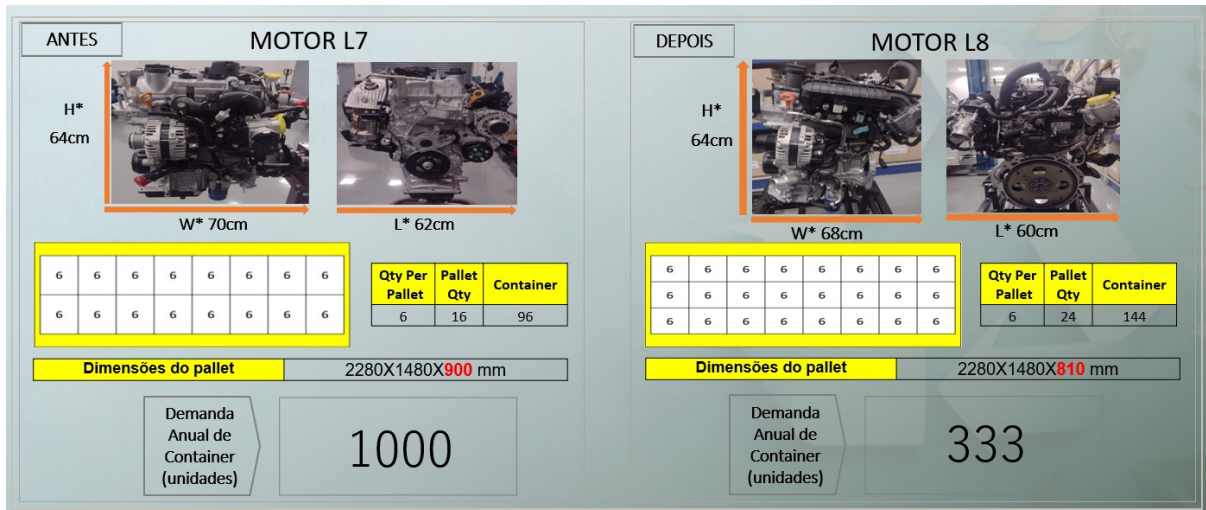 ANTES
MOTOR L7
H*
64cm
W* 70cm
L* 62cm
6 6 6 6 6 6 6 6
6 6 6 6 6 6 6 6
Qty Per Pallet Pallet Qty Container
6 16 96
Dimensões do pallet 2280X1480X900 mm
Demanda
Anual de
Container
(unidades)
1000
DEPOIS
MOTOR L8
H*
64cm
W* 68cm
L* 60cm
6 6 6 6 6 6 6 6
6 6 6 6 6 6 6 6
6 6 6 6 6 6 6 6
Qty Per Pallet Pallet Qty Container
6 24 144
Dimensões do pallet 2280X1480X810 mm
Demanda
Anual de
Container
(unidades)
333